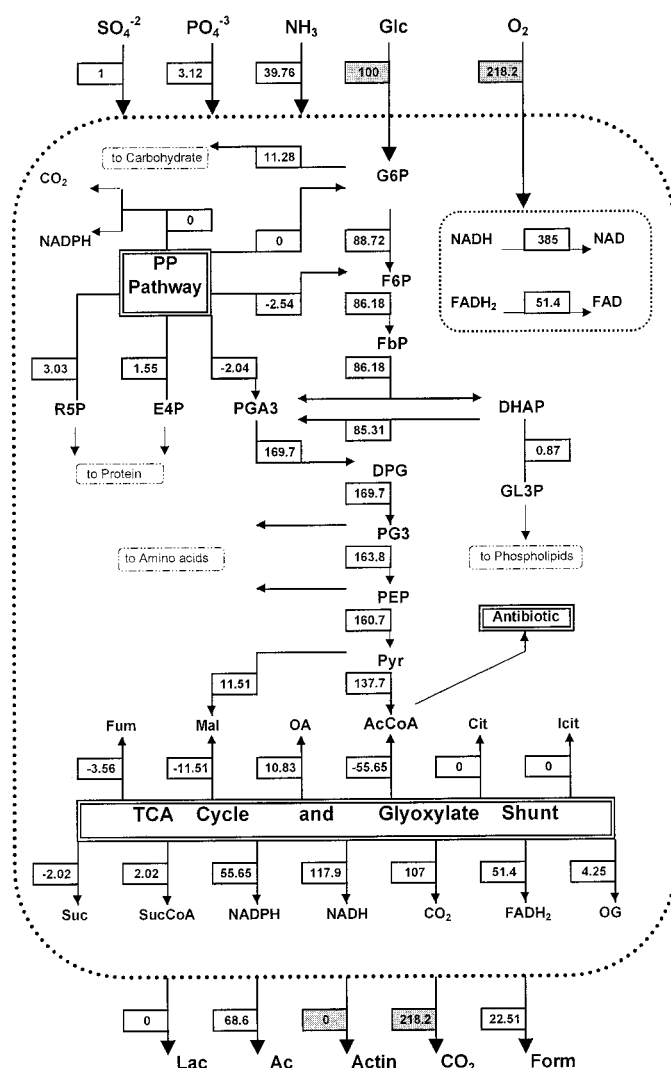 SO₄⁻² PO₄⁻³ NH₃ Glc O₂
1 3.12 39.76 100 218.2
to Carbohydrate 11.28
G6P
CO₂
0
NADPH
0
88.72
NADH 385 NAD
PP
Pathway
F6P
-2.54
86.18
FADH₂ 51.4 FAD
FbP
3.03 1.55 -2.04 86.18
R5P E4P PGA3 DHAP
85.31
169.7
0.87
to Protein
DPG
169.7
GL3P
PG3
to Amino acids
163.8
to Phospholipids
PEP
160.7
Antibiotic
Pyr
11.51 137.7
Fum Mal OA AcCoA Cit Icit
-3.56 -11.51 10.83 -55.65 0 0
TCA Cycle and Glyoxylate Shunt
-2.02 2.02 55.65 117.9 107 51.4 4.25
Suc SucCoA NADPH NADH CO₂ FADH₂ OG
0 68.6 0 218.2 22.51
Lac Ac Actin CO₂ Form